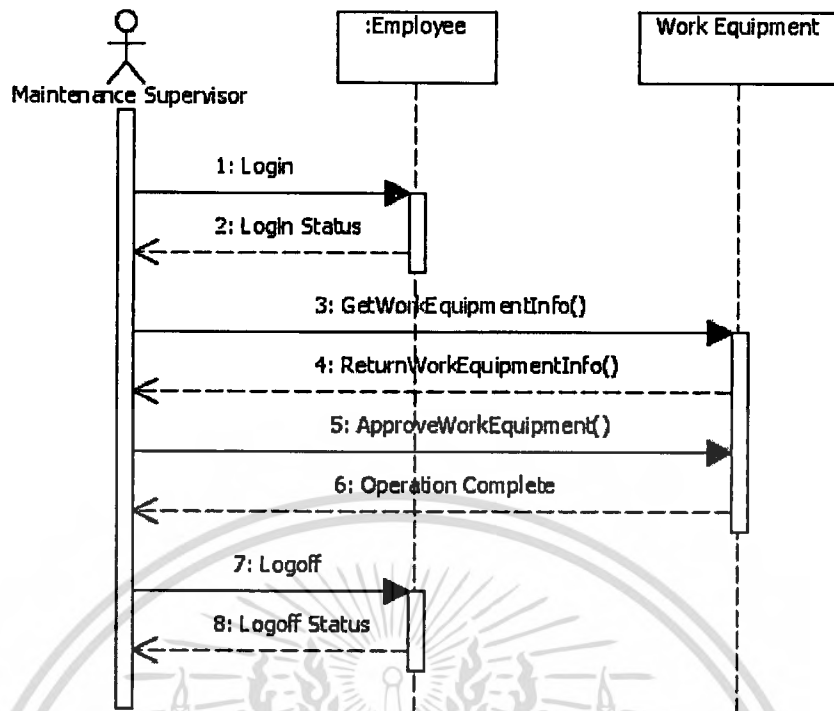 :Employee
Work Equipment
Maintenance Supervisor
1: Login
2: Login Status
3: GetWorkEquipmentInfo()
4: ReturnWorkEquipmentInfo()
5: ApproveWorkEquipment()
6: Operation Complete
7: Logoff
8: Logoff Status